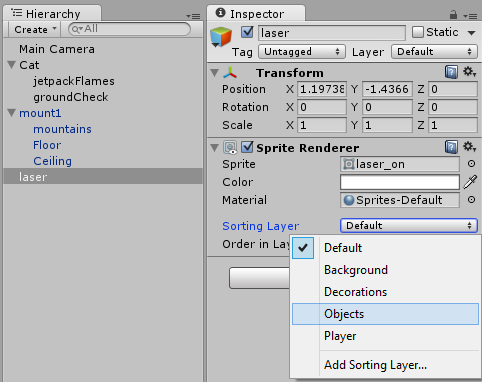 Hierarchy
Create All
Main Camera
Cat
jetpackFlames
groundCheck
mount1
mountains
Floor
Ceiling
laser
Inspector
laser Static
Tag Untagged Layer Default
Transform
Position X 1.19738 Y -1.4366 Z 0
Rotation X 0 Y 0 Z 0
Scale X 1 Y 1 Z 1
Sprite Renderer
Sprite laser_on
Color
Material Sprites-Default
Sorting Layer Default
Order in Lay
Default
Background
Decorations
Objects
Player
Add Sorting Layer...